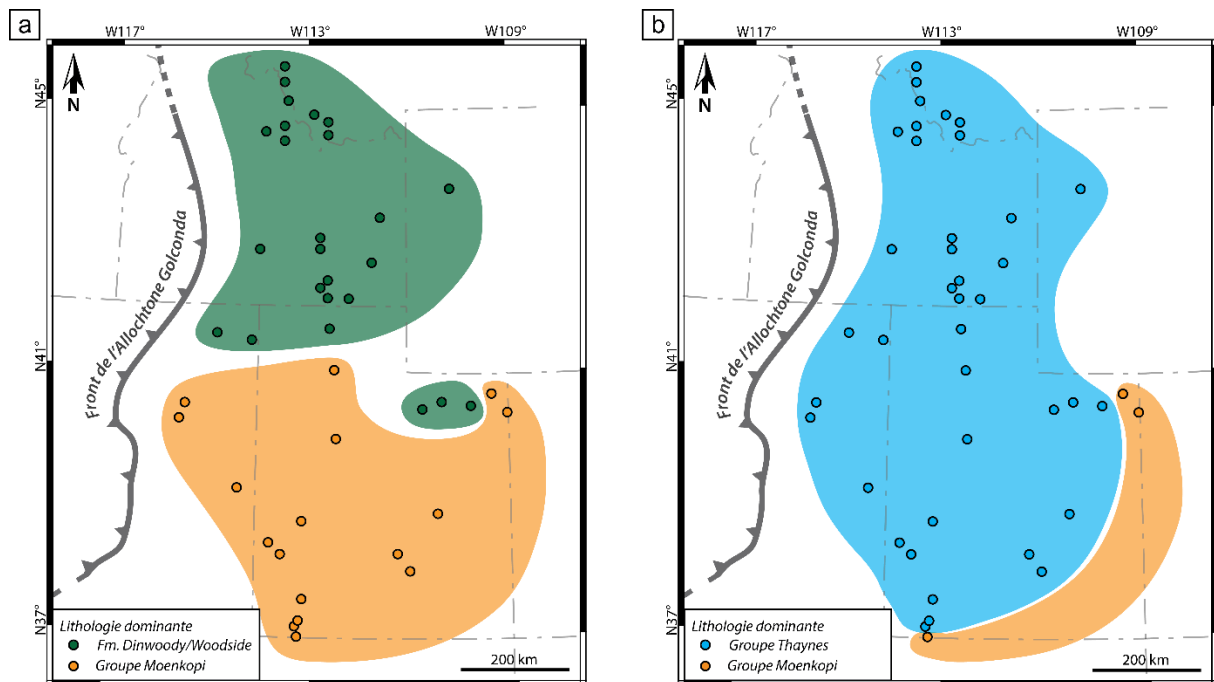 a
W117°
W113°
W109°
N45°
N
Front de l'Allochtone Golconda
N41°
N37°
Lithologie dominante
Fm. Dinwoody/Woodside
Groupe Moenkopi
200 km
b
W117°
W113°
W109°
N45°
N
Front de l'Allochtone Golconda
N41°
N37°
Lithologie dominante
Groupe Thaynes
Groupe Moenkopi
200 km